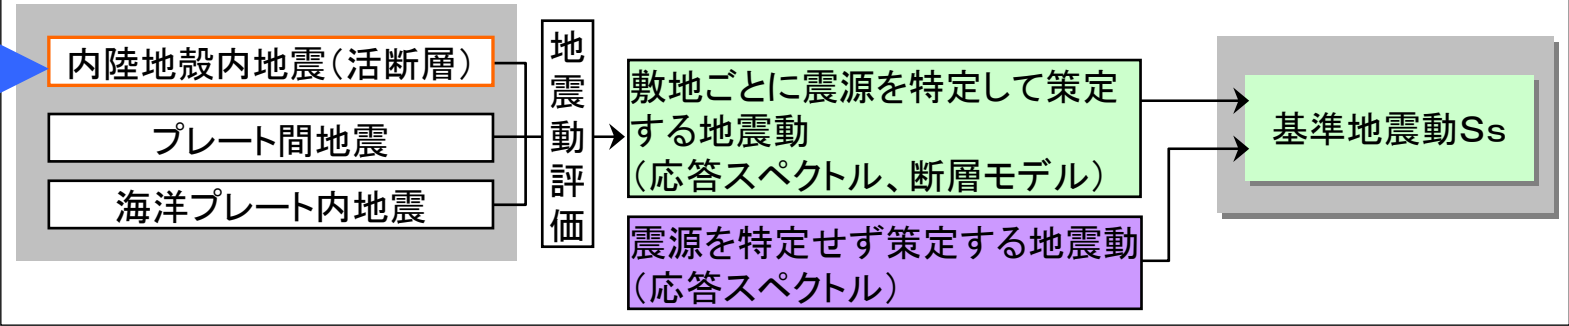 内陸地殻内地震（活断層）
プレート間地震
海洋プレート内地震
地震動評価
敷地ごとに震源を特定して策定
する地震動
（応答スペクトル、断層モデル）
震源を特定せず策定する地震動
（応答スペクトル）
基準地震動Ｓｓ